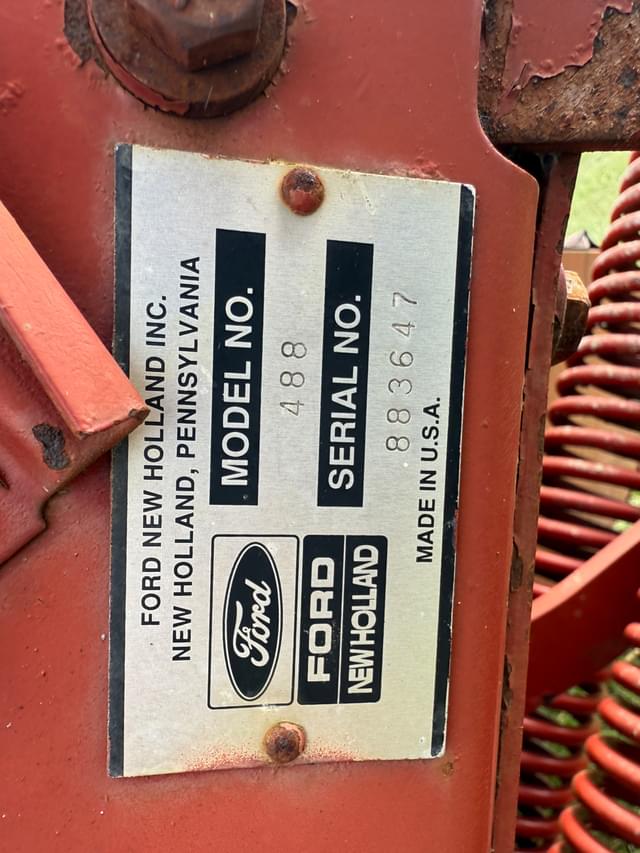 FORD NEW HOLLAND INC.
NEW HOLLAND, PENNSYLVANIA
Ford
FORD
NEW HOLLAND
MODEL NO.
488
SERIAL NO.
883647
MADE IN U.S.A.